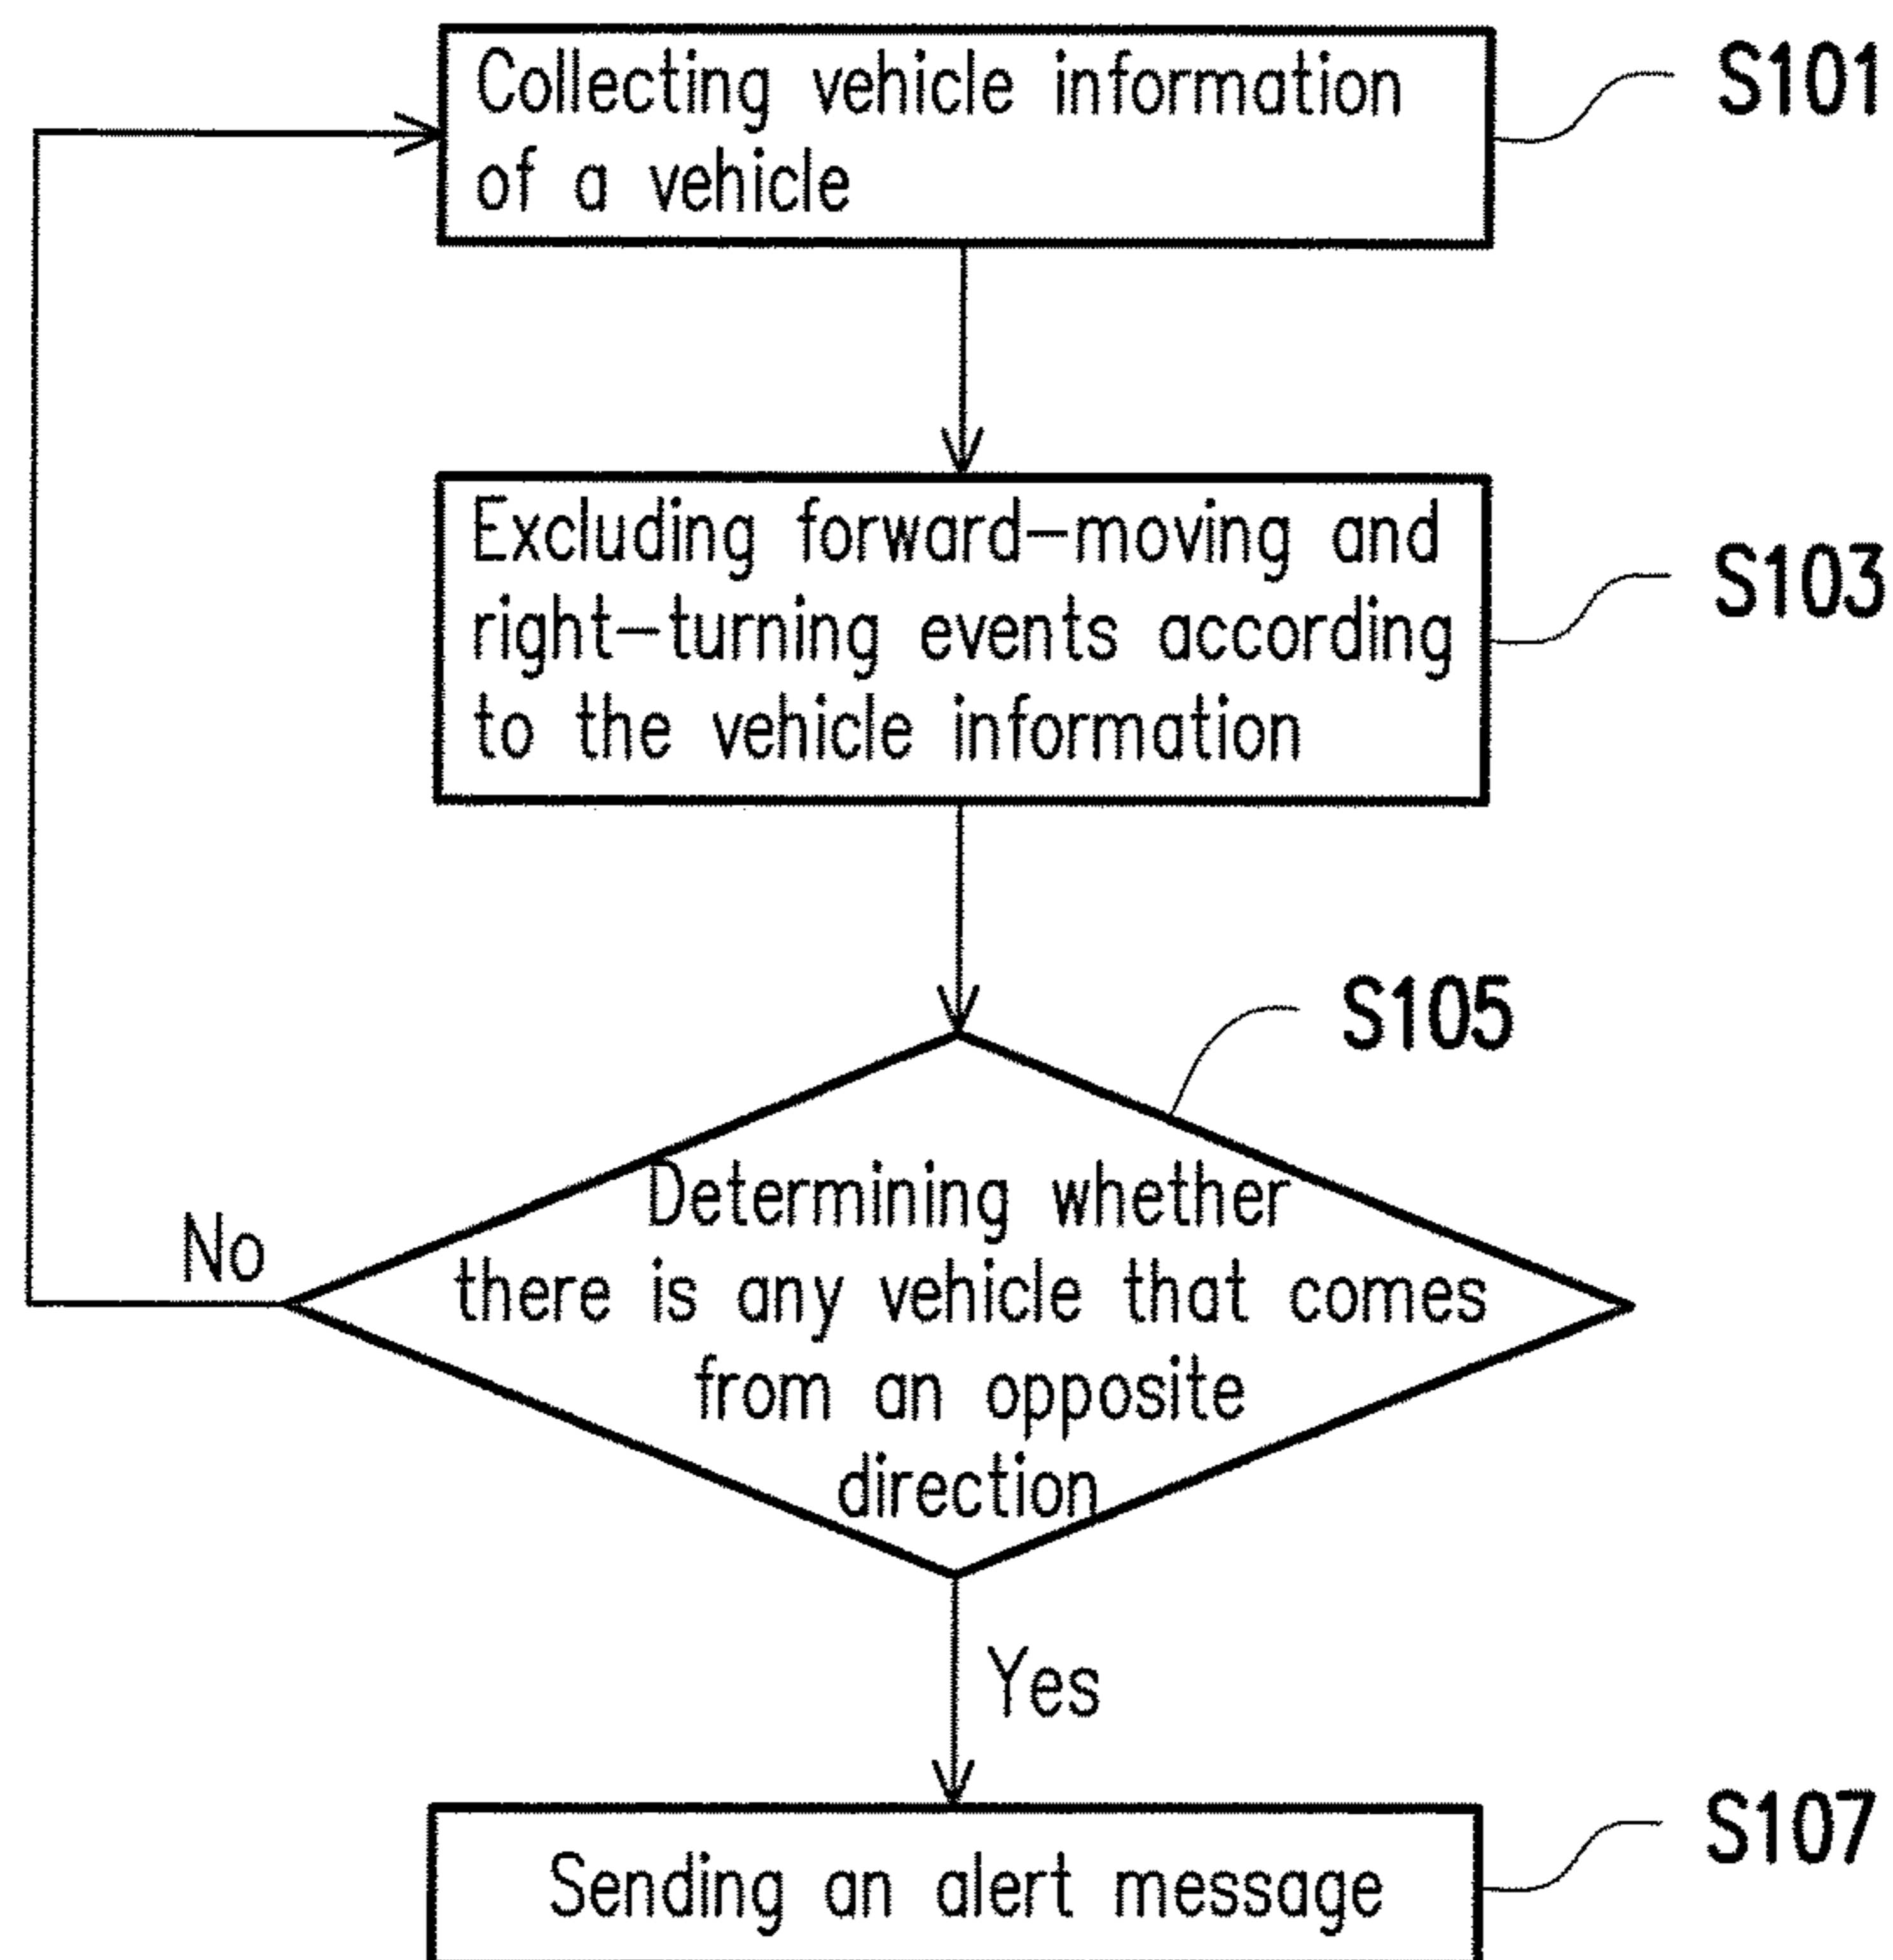 Collecting vehicle information
of a vehicle
S101
Excluding forward-moving and
right-turning events according
to the vehicle information
S103
S105
Determining whether
there is any vehicle that comes
from an opposite
direction
No
Yes
Sending an alert message
S107